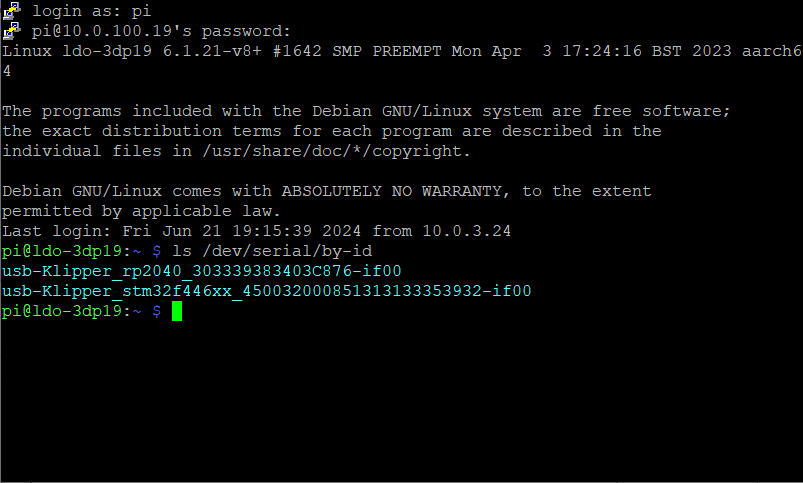 login as: pi
pi@10.0.100.19's password:
Linux ldo-3dp19 6.1.21-v8+ #1642 SMP PREEMPT Mon Apr  3 17:24:16 BST 2023 aarch6
4
The programs included with the Debian GNU/Linux system are free software;
the exact distribution terms for each program are described in the
individual files in /usr/share/doc/*/copyright.
Debian GNU/Linux comes with ABSOLUTELY NO WARRANTY, to the extent
permitted by applicable law.
Last login: Fri Jun 21 19:15:39 2024 from 10.0.3.24
pi@ldo-3dp19:~ $ ls /dev/serial/by-id
usb-Klipper_rp2040_303339383403C876-if00
usb-Klipper_stm32f446xx_450032000851313133353932-if00
pi@ldo-3dp19:~ $